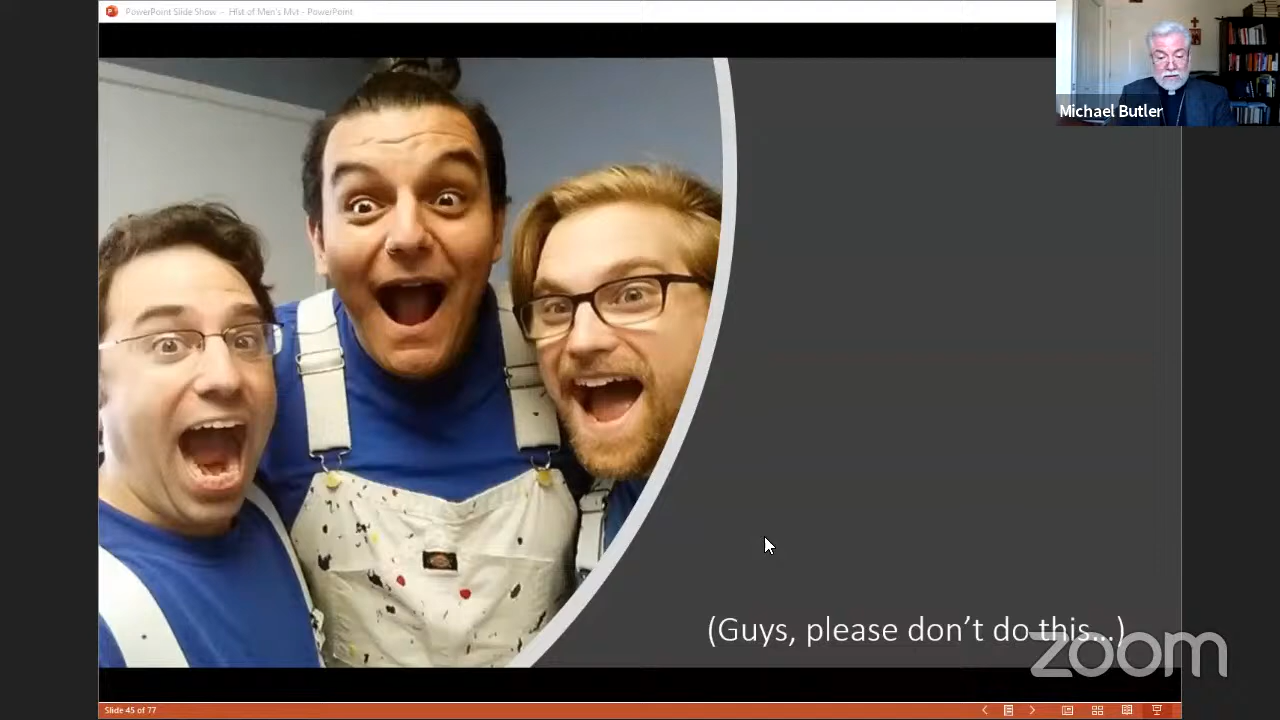 PowerPoint Slide Show - Hist of Men's Mvt - PowerPoint
Michael Butler
(Guys, please don't do this...)
zoom
Slide 45 of 77